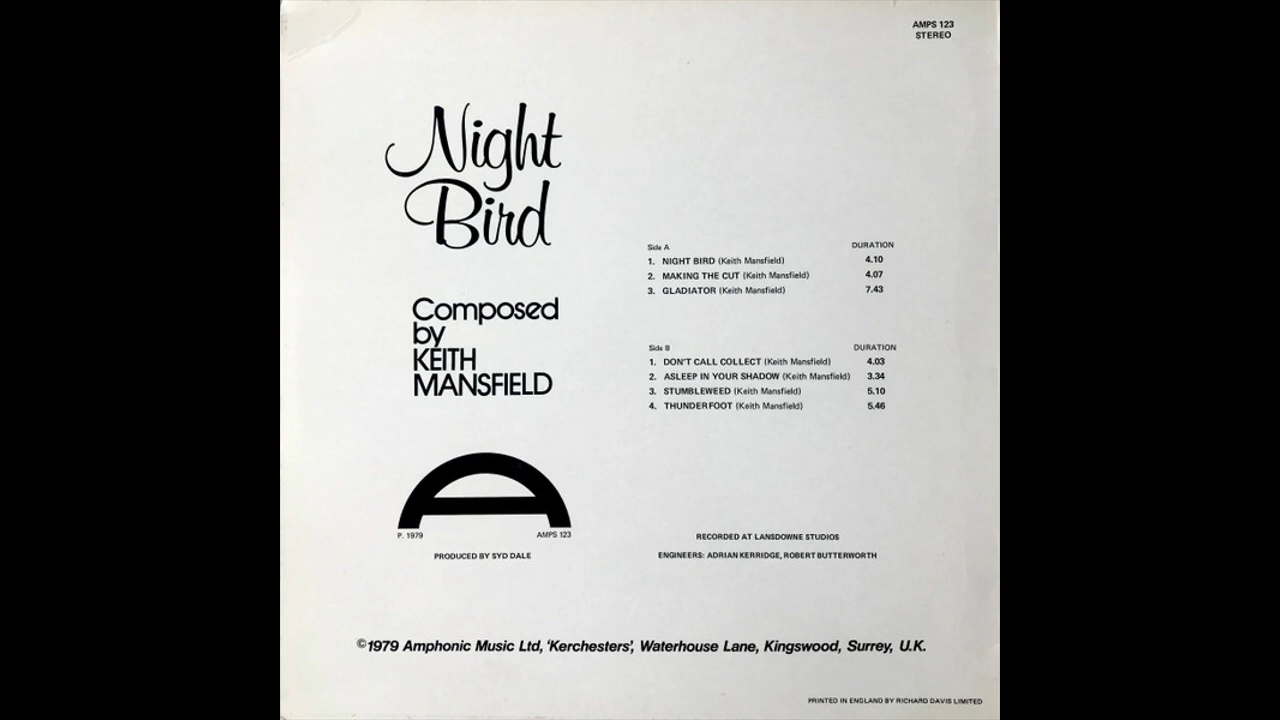 AMPS 123
STEREO
Night
Bird
Composed
by
KEITH
MANSFIELD
Side A DURATION
1. NIGHT BIRD (Keith Mansfield) 4.10
2. MAKING THE CUT (Keith Mansfield) 4.07
3. GLADIATOR (Keith Mansfield) 7.43
Side B DURATION
1. DON'T CALL COLLECT (Keith Mansfield) 4.03
2. ASLEEP IN YOUR SHADOW (Keith Mansfield) 3.34
3. STUMBLEWEED (Keith Mansfield) 5.10
4. THUNDERFOOT (Keith Mansfield) 5.46
A
P. 1979 AMPS 123
PRODUCED BY SYD DALE
RECORDED AT LANSDOWNE STUDIOS
ENGINEERS: ADRIAN KERRIDGE, ROBERT BUTTERWORTH
©1979 Amphonic Music Ltd, 'Kerchesters', Waterhouse Lane, Kingswood, Surrey, U.K.
PRINTED IN ENGLAND BY RICHARD DAVIS LIMITED